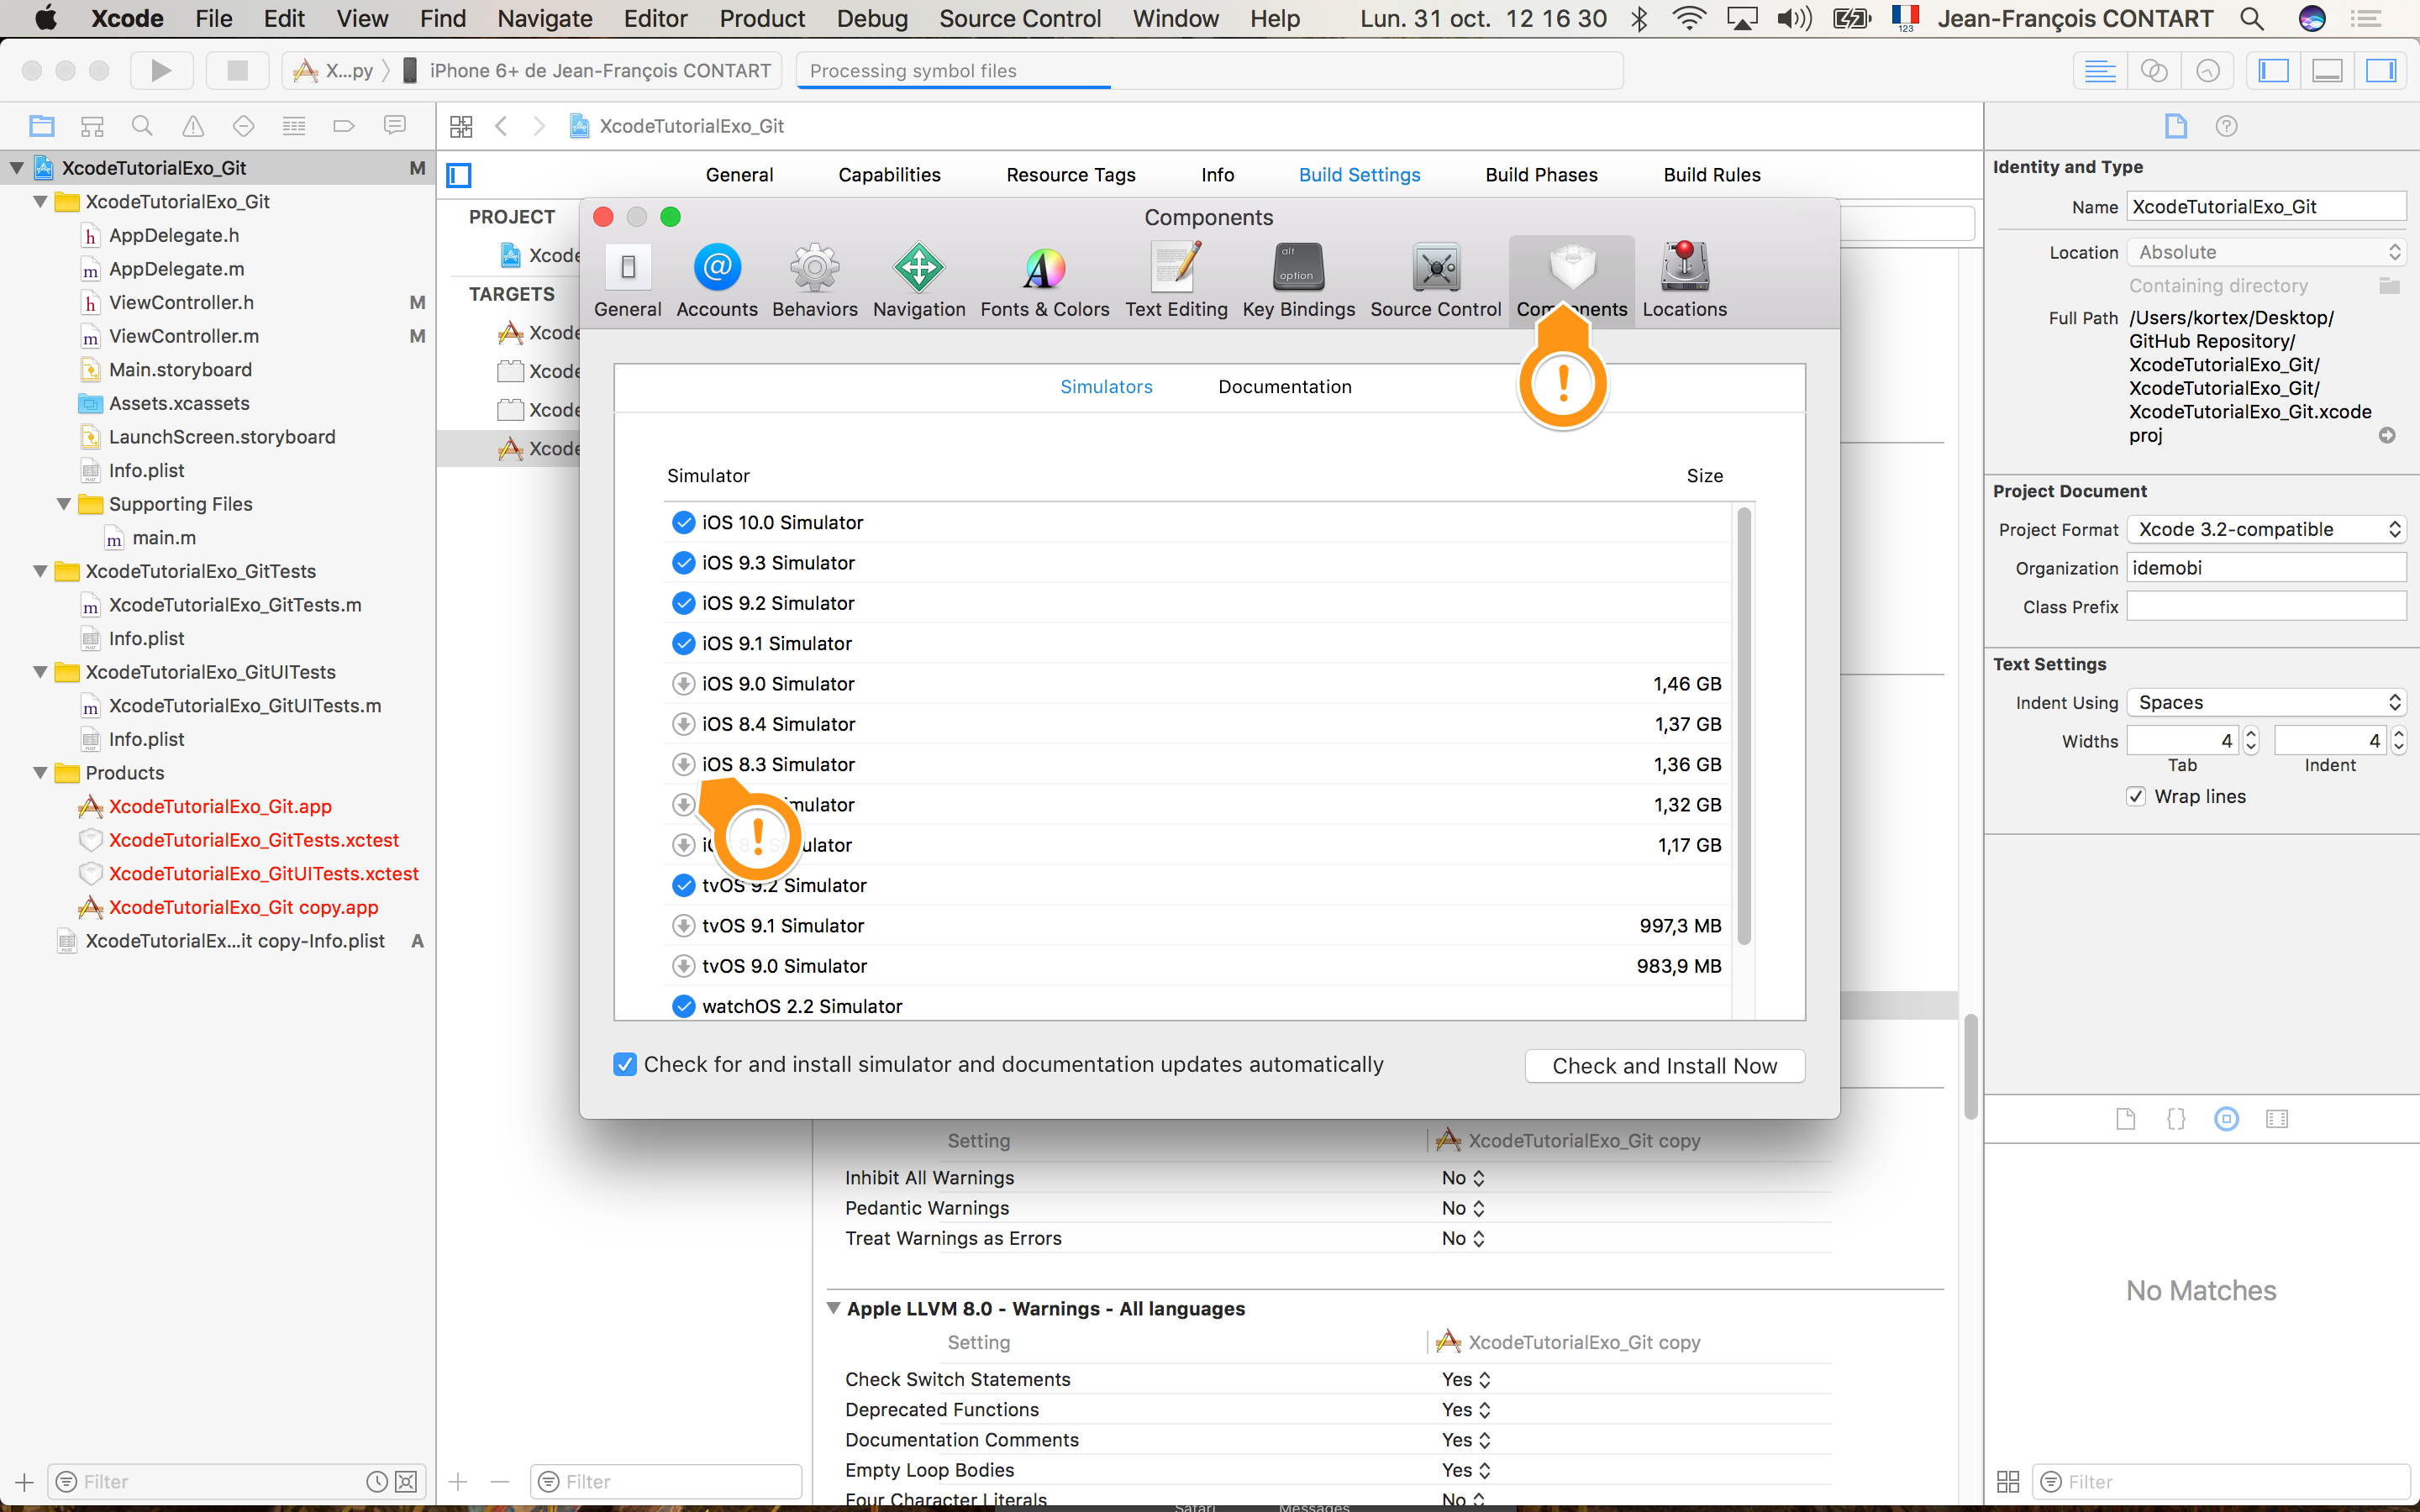 Xcode File Edit View Find Navigate Editor Product Debug Source Control Window Help Lun. 31 oct. 12 16 30 123 Jean-François CONTART
X...py iPhone 6+ de Jean-François CONTART Processing symbol files
XcodeTutorialExo_Git
XcodeTutorialExo_Git M
XcodeTutorialExo_Git
AppDelegate.h
AppDelegate.m
ViewController.h M
ViewController.m M
Main.storyboard
Assets.xcassets
LaunchScreen.storyboard
Info.plist
Supporting Files
main.m
XcodeTutorialExo_GitTests
XcodeTutorialExo_GitTests.m
Info.plist
XcodeTutorialExo_GitUITests
XcodeTutorialExo_GitUITests.m
Info.plist
Products
XcodeTutorialExo_Git.app
XcodeTutorialExo_GitTests.xctest
XcodeTutorialExo_GitUITests.xctest
XcodeTutorialExo_Git copy.app
XcodeTutorialEx...it copy-Info.plist A
Filter
General Capabilities Resource Tags Info Build Settings Build Phases Build Rules
PROJECT
Xcode
TARGETS
Xcode
Xcode
Xcode
Xcode
Filter
Components
alt
option
General Accounts Behaviors Navigation Fonts & Colors Text Editing Key Bindings Source Control Components Locations
Simulators Documentation
Simulator Size
iOS 10.0 Simulator
iOS 9.3 Simulator
iOS 9.2 Simulator
iOS 9.1 Simulator
iOS 9.0 Simulator 1,46 GB
iOS 8.4 Simulator 1,37 GB
iOS 8.3 Simulator 1,36 GB
mulator 1,32 GB
ulator 1,17 GB
tvOS 9.2 Simulator
tvOS 9.1 Simulator 997,3 MB
tvOS 9.0 Simulator 983,9 MB
watchOS 2.2 Simulator
Check for and install simulator and documentation updates automatically Check and Install Now
Setting XcodeTutorialExo_Git copy
Inhibit All Warnings No
Pedantic Warnings No
Treat Warnings as Errors No
Apple LLVM 8.0 - Warnings - All languages
Setting XcodeTutorialExo_Git copy
Check Switch Statements Yes
Deprecated Functions Yes
Documentation Comments Yes
Empty Loop Bodies Yes
Four Character Literals No
Identity and Type
Name XcodeTutorialExo_Git
Location Absolute
Containing directory
Full Path /Users/kortex/Desktop/
GitHub Repository/
XcodeTutorialExo_Git/
XcodeTutorialExo_Git/
XcodeTutorialExo_Git.xcode
proj
Project Document
Project Format Xcode 3.2-compatible
Organization idemobi
Class Prefix
Text Settings
Indent Using Spaces
Widths 4 4
Tab Indent
Wrap lines
No Matches
Filter
Safari Messages